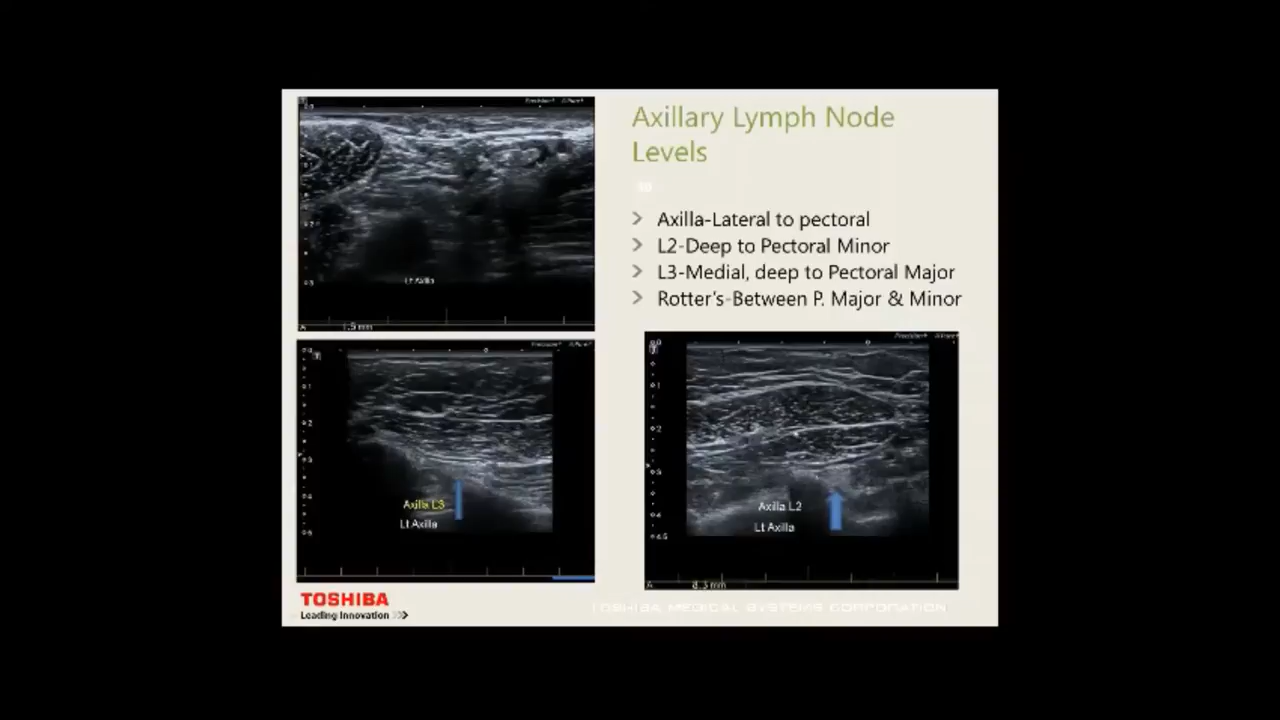 Axillary Lymph Node
Levels
Axilla-Lateral to pectoral
L2-Deep to Pectoral Minor
L3-Medial, deep to Pectoral Major
Rotter's-Between P. Major & Minor
Lt Axilla
Axilla L3
Lt Axilla
Axilla L2
Lt Axilla
TOSHIBA
Leading Innovation >>>
TOSHIBA MEDICAL SYSTEMS CORPORATION